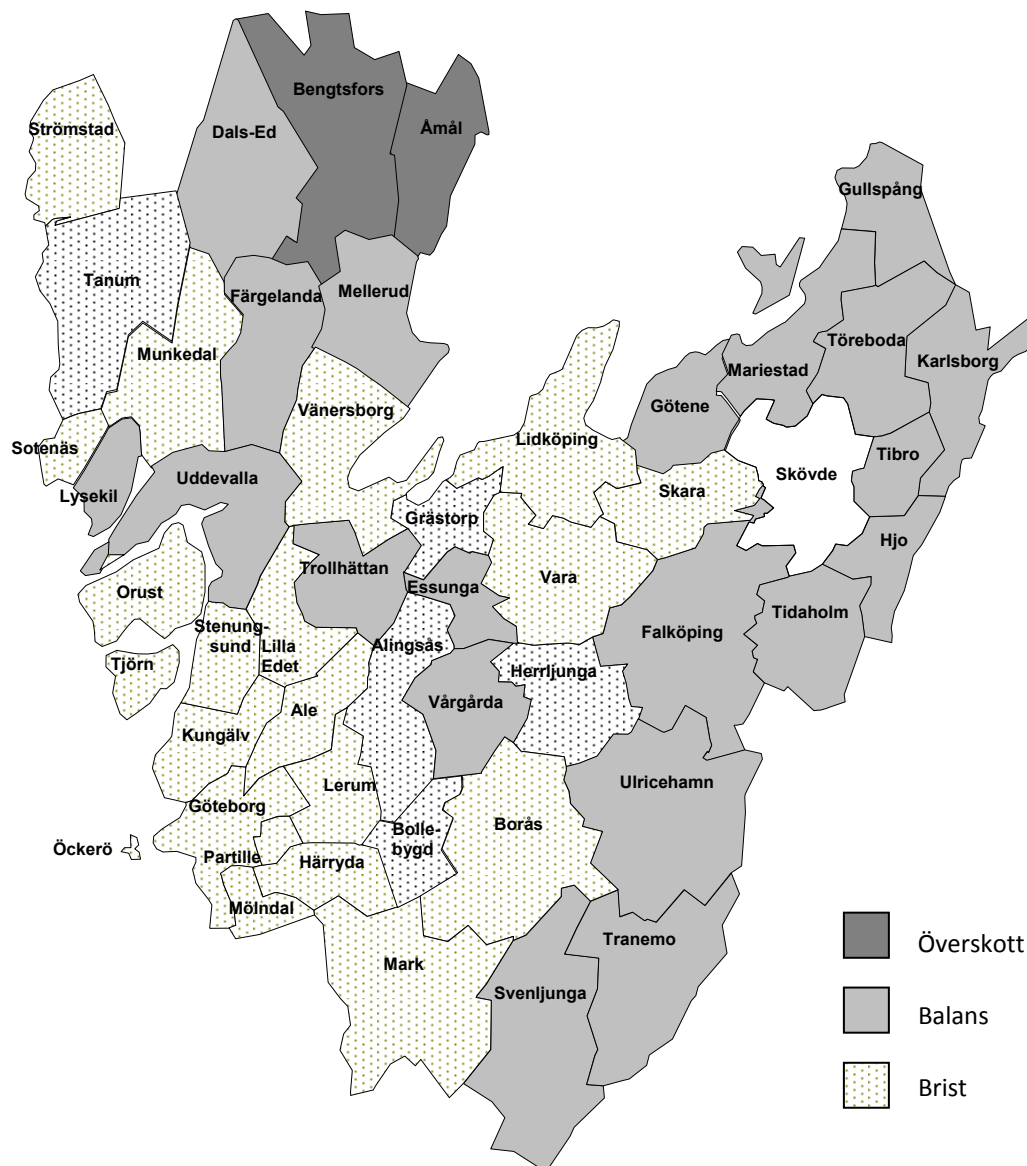 Bengtsfors
Åmål
Strömstad
Dals-Ed
Gullspång
Tanum
Färgelanda
Mellerud
Munkedal
Töreboda
Karlsborg
Mariestad
Götene
Vänersborg
Lidköping
Sotenäs
Tibro
Skövde
Uddevalla
Lysekil
Skara
Grästorp
Hjo
Trollhättan
Vara
Essunga
Orust
Tidaholm
Stenung-
sund
Lilla
Edet
Alingsås
Falköping
Tjörn
Herrljunga
Vårgårda
Ale
Kungälv
Lerum
Ulricehamn
Göteborg
Borås
Bolle-
bygd
Öckerö
Partille
Härryda
Mölndal
Tranemo
Mark
Svenljunga
Överskott
Balans
Brist